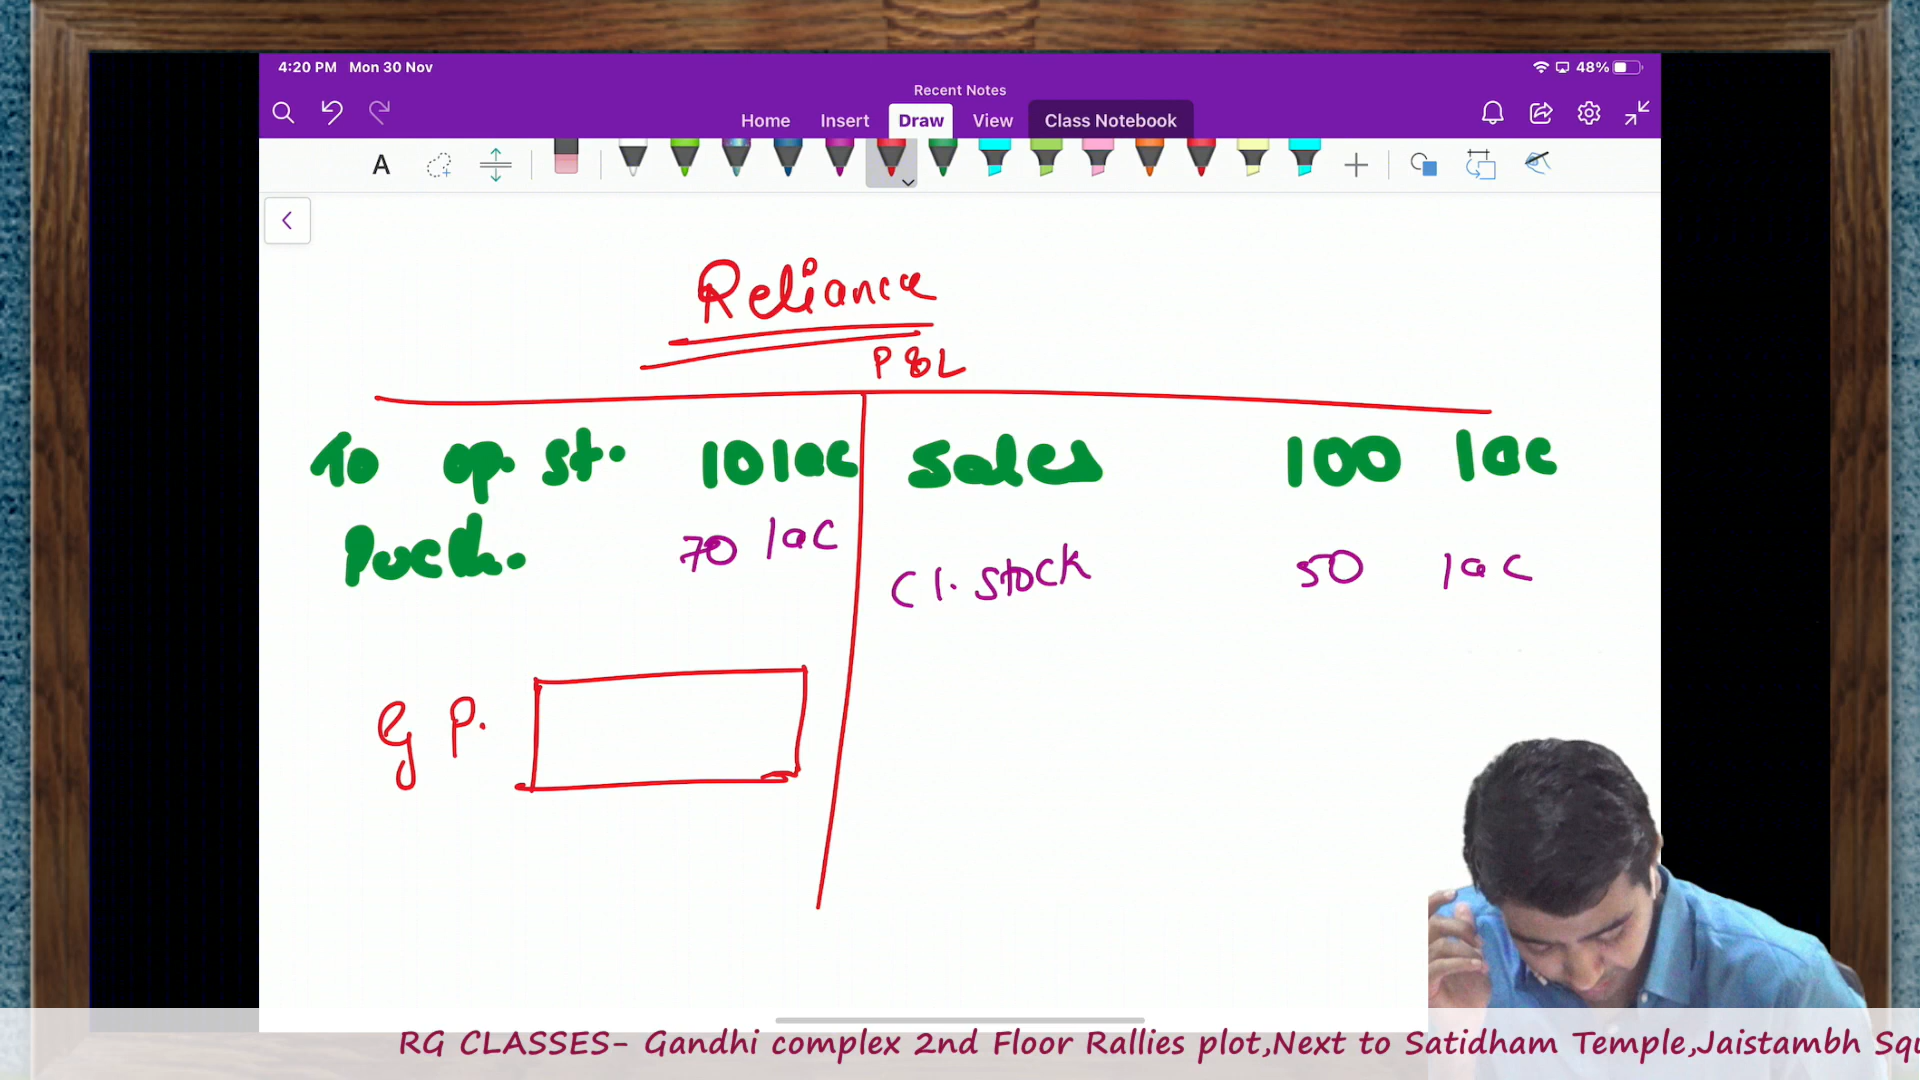 4:20 PM Mon 30 Nov
48%
Recent Notes
Home Insert Draw View Class Notebook
A
Reliance
P&L
To op. st. 10 lac Sales 100 lac
Purch. 70 lac Cl. stock 50 lac
G P.
RG CLASSES- Gandhi complex 2nd Floor Rallies plot,Next to Satidham Temple,Jaistambh Squ